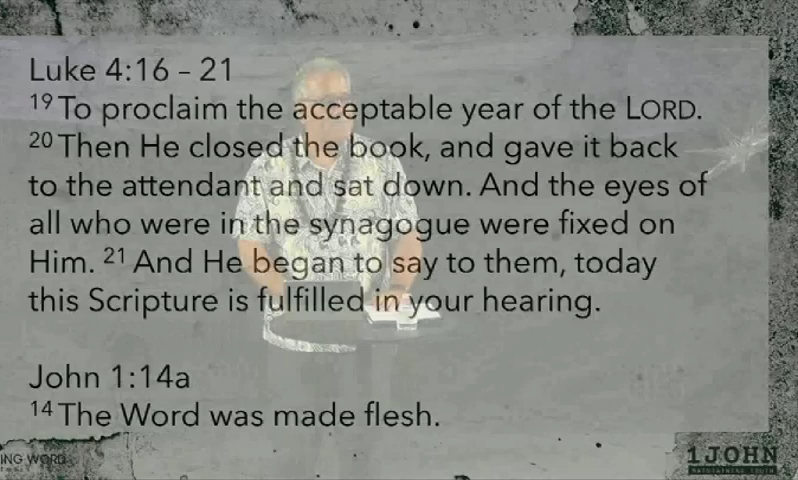 Luke 4:16 – 21
19 To proclaim the acceptable year of the LORD.
20 Then He closed the book, and gave it back
to the attendant and sat down. And the eyes of
all who were in the synagogue were fixed on
Him. 21 And He began to say to them, today
this Scripture is fulfilled in your hearing.
John 1:14a
14 The Word was made flesh.
ING WORD
1JOHN